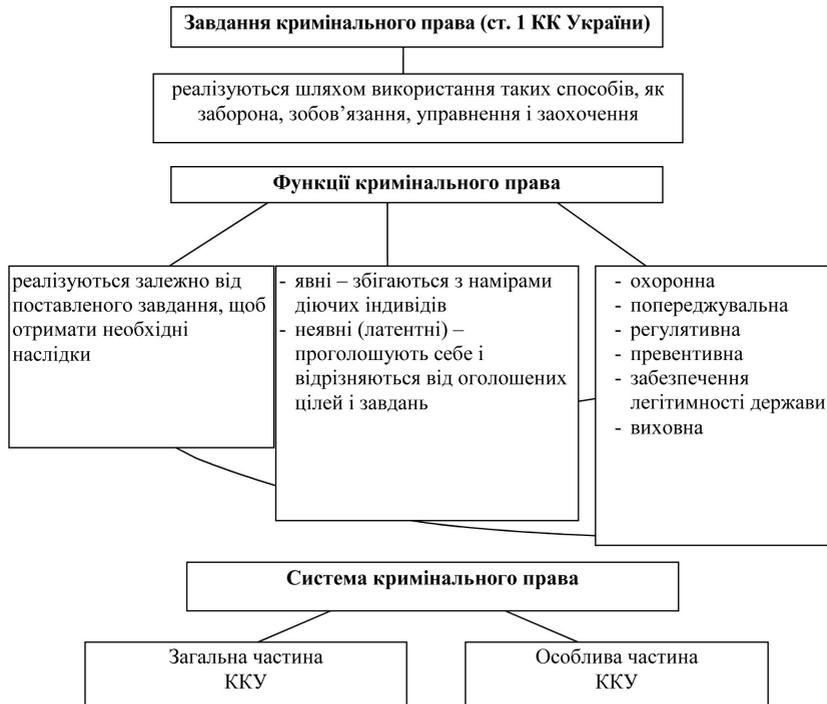 Завдання кримінального права (ст. 1 КК України)
реалізуються шляхом використання таких способів, як
заборона, зобов’язання, управнення і заохочення
Функції кримінального права
реалізуються залежно від
поставленого завдання, щоб
отримати необхідні
наслідки
- явні – збігаються з намірами
діючих індивідів
- неявні (латентні) –
проголошують себе і
відрізняються від оголошених
цілей і завдань
- охоронна
- попереджувальна
- регулятивна
- превентивна
- забезпечення
легітимності держави
- виховна
Система кримінального права
Загальна частина
ККУ
Особлива частина
ККУ